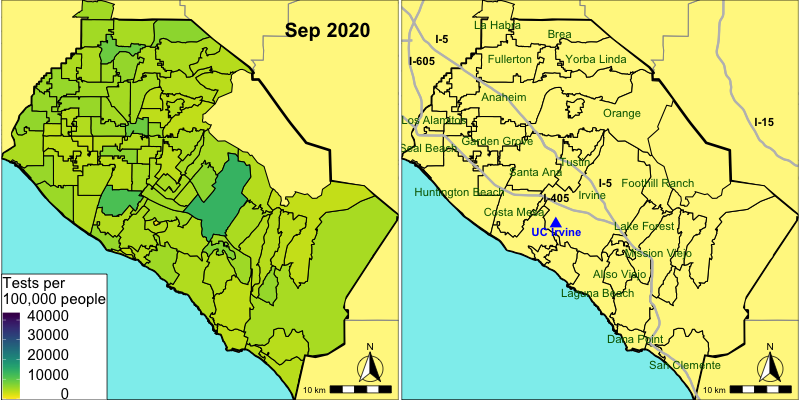 Sep 2020
Tests per
100,000 people
40000
30000
20000
10000
0
N
10 km
La Habra
I-5
Brea
I-605
Fullerton
Yorba Linda
Anaheim
Orange
Los Alamitos
I-15
Garden Grove
Seal Beach
Tustin
Santa Ana
I-5
Foothill Ranch
Huntington Beach
I-405
Irvine
Costa Mesa
UC Irvine
Lake Forest
Mission Viejo
Aliso Viejo
Laguna Beach
Dana Point
San Clemente
N
10 km